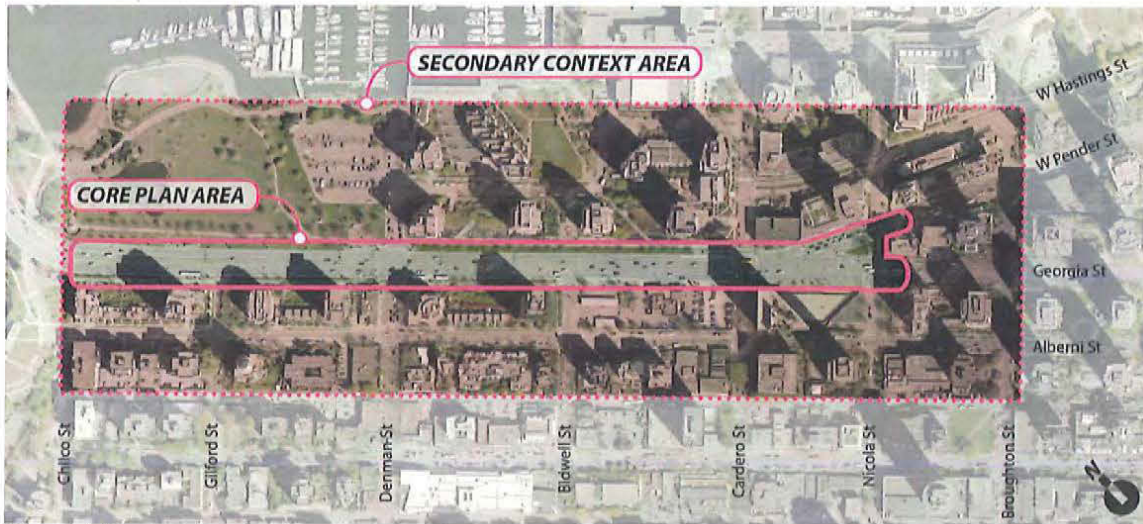 SECONDARY CONTEXT AREA
W Hastings St
W Pender St
CORE PLAN AREA
Georgia St
Alberni St
Chilco St
Gilford St
Denman St
Bidwell St
Cardero St
Nicola St
Broughton St
N